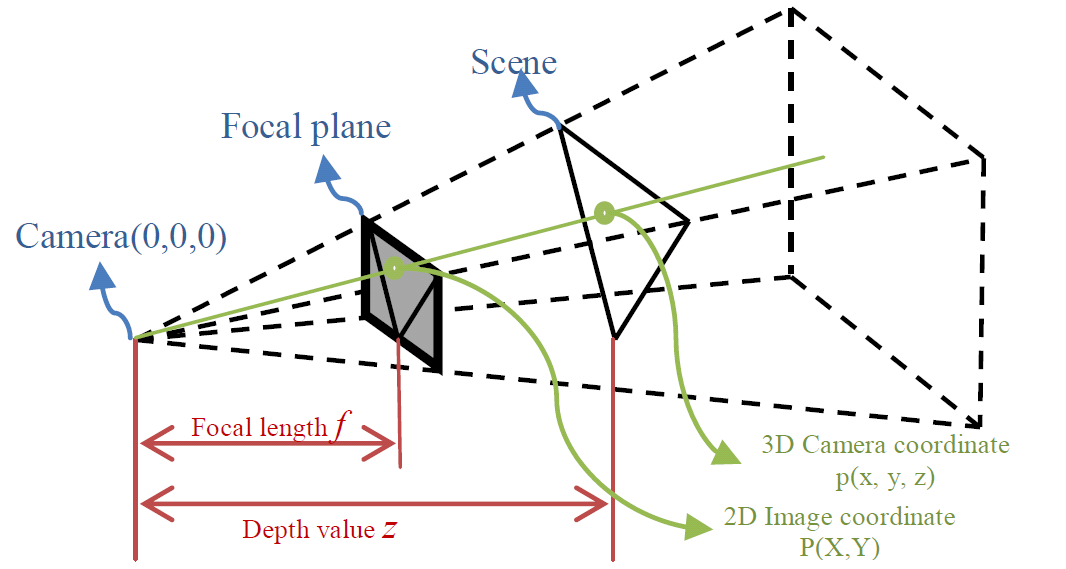 Scene
Focal plane
Camera(0,0,0)
Focal length f
3D Camera coordinate
p(x, y, z)
Depth value z
2D Image coordinate
P(X,Y)